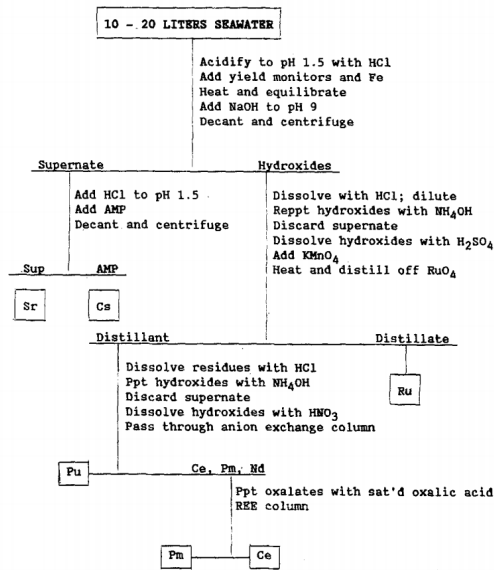 10 - 20 LITERS SEAWATER
Acidify to pH 1.5 with HCl
Add yield monitors and Fe
Heat and equilibrate
Add NaOH to pH 9
Decant and centrifuge
Supernate
Hydroxides
Add HCl to pH 1.5
Add AMP
Decant and centrifuge
Dissolve with HCl; dilute
Reppt hydroxides with NH4OH
Discard supernate
Dissolve hydroxides with H2SO4
Add KMnO4
Heat and distill off RuO4
Sup
AMP
Sr
Cs
Distillant
Distillate
Dissolve residues with HCl
Ppt hydroxides with NH4OH
Discard supernate
Dissolve hydroxides with HNO3
Pass through anion exchange column
Ru
Pu
Ce, Pm, Nd
Ppt oxalates with sat'd oxalic acid
REE column
Pm
Ce